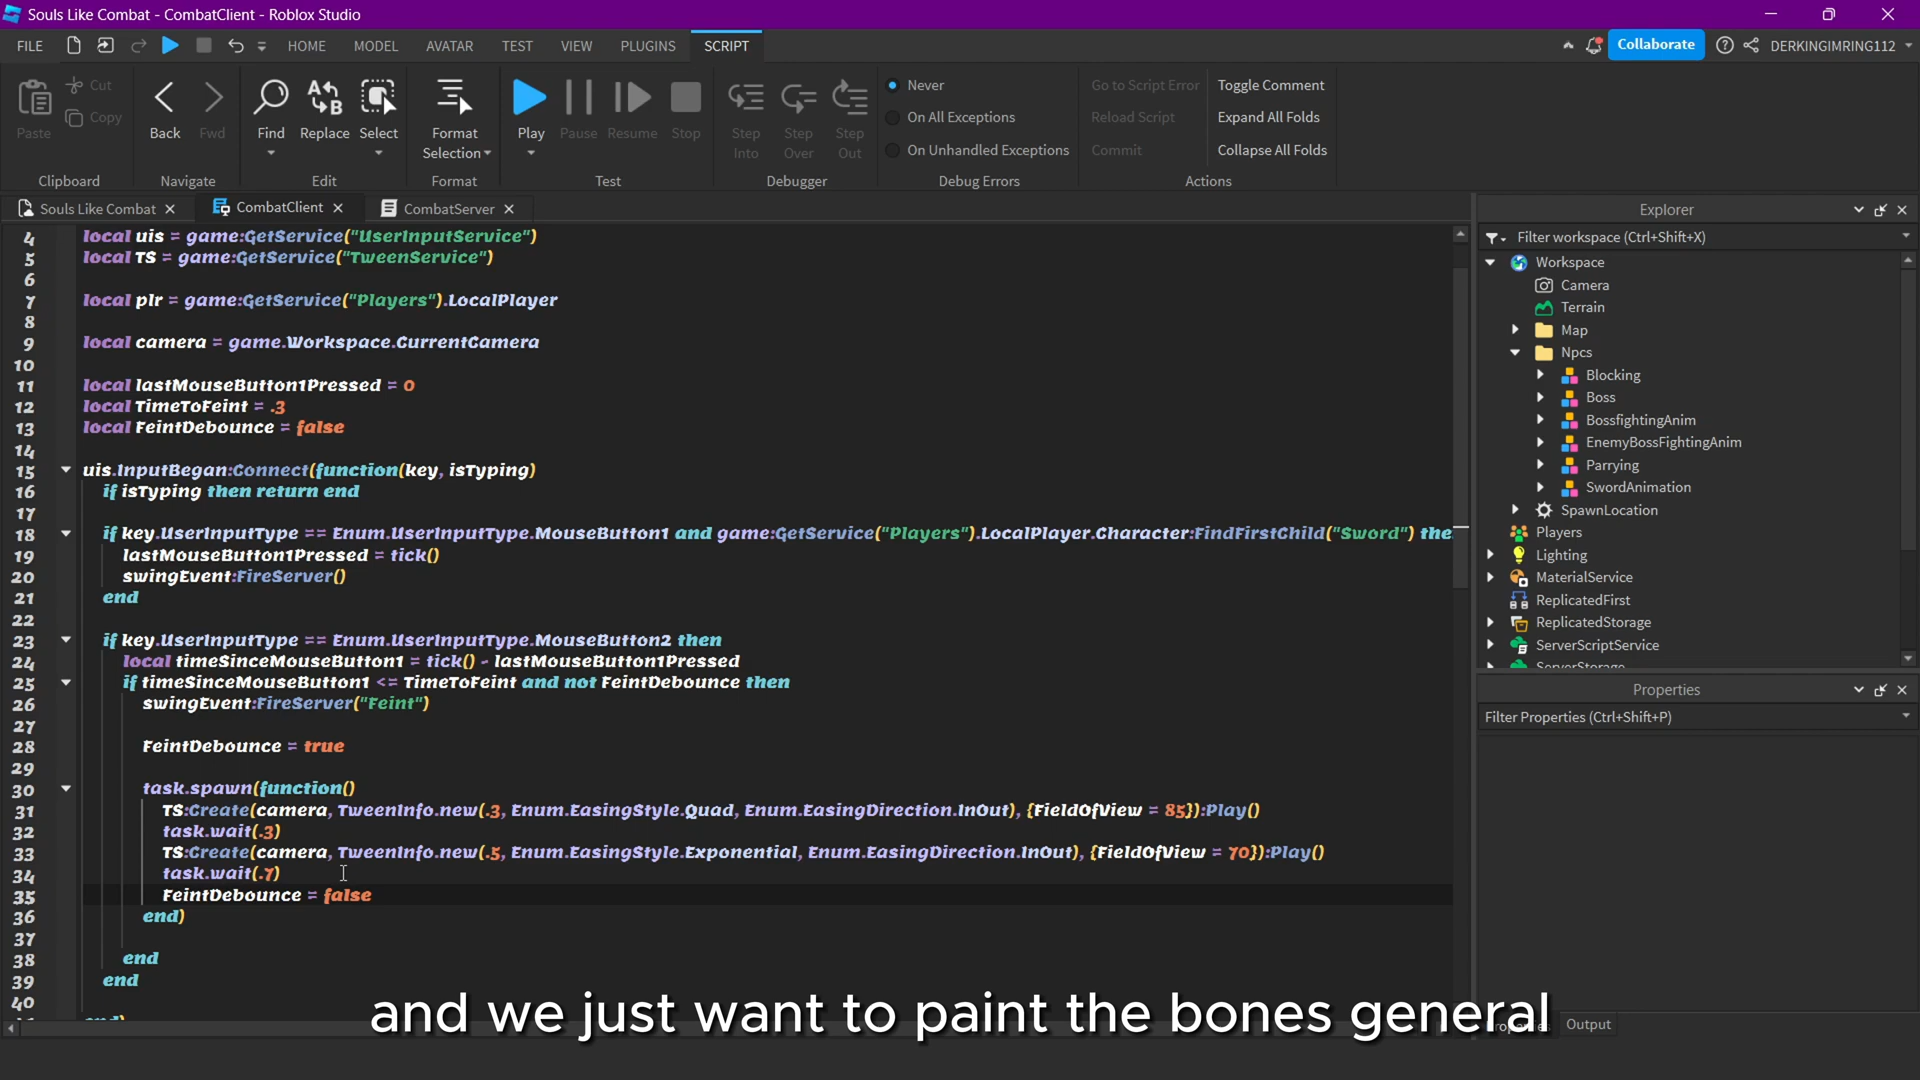 Souls Like Combat - CombatClient - Roblox Studio
FILE
HOME
MODEL
AVATAR
TEST
VIEW
PLUGINS
SCRIPT
Collaborate
DERKINGIMRING112
Paste
Cut
Copy
Clipboard
Back
Fwd
Navigate
Find
Replace
Select
Edit
Format
Selection
Format
Play
Pause
Resume
Stop
Test
Step
Into
Step
Over
Step
Out
Debugger
Never
On All Exceptions
On Unhandled Exceptions
Debug Errors
Go to Script Error
Reload Script
Commit
Toggle Comment
Expand All Folds
Collapse All Folds
Actions
Souls Like Combat
CombatClient
CombatServer
4 local uis = game:GetService("UserInputService")
5 local TS = game:GetService("TweenService")
6
7 local plr = game:GetService("Players").LocalPlayer
8
9 local camera = game.Workspace.CurrentCamera
10
11 local lastMouseButton1Pressed = 0
12 local TimeToFeint = .3
13 local FeintDebounce = false
14
15 uis.InputBegan:Connect(function(key, isTyping)
16 if isTyping then return end
17
18 if key.UserInputType == Enum.UserInputType.MouseButton1 and game:GetService("Players").LocalPlayer.Character:FindFirstChild("Sword") the
19 lastMouseButton1Pressed = tick()
20 swingEvent:FireServer()
21 end
22
23 if key.UserInputType == Enum.UserInputType.MouseButton2 then
24 local timeSinceMouseButton1 = tick() - lastMouseButton1Pressed
25 if timeSinceMouseButton1 <= TimeToFeint and not FeintDebounce then
26 swingEvent:FireServer("Feint")
27
28 FeintDebounce = true
29
30 task.spawn(function()
31 TS:Create(camera, TweenInfo.new(.3, Enum.EasingStyle.Quad, Enum.EasingDirection.InOut), {FieldOfView = 85}):Play()
32 task.wait(.3)
33 TS:Create(camera, TweenInfo.new(.5, Enum.EasingStyle.Exponential, Enum.EasingDirection.InOut), {FieldOfView = 70}):Play()
34 task.wait(.7)
35 FeintDebounce = false
36 end)
37
38 end
39 end
40
Explorer
Filter workspace (Ctrl+Shift+X)
Workspace
Camera
Terrain
Map
Npcs
Blocking
Boss
BossfightingAnim
EnemyBossFightingAnim
Parrying
SwordAnimation
SpawnLocation
Players
Lighting
MaterialService
ReplicatedFirst
ReplicatedStorage
ServerScriptService
ServerStorage
Properties
Filter Properties (Ctrl+Shift+P)
Properties
Output
and we just want to paint the bones general